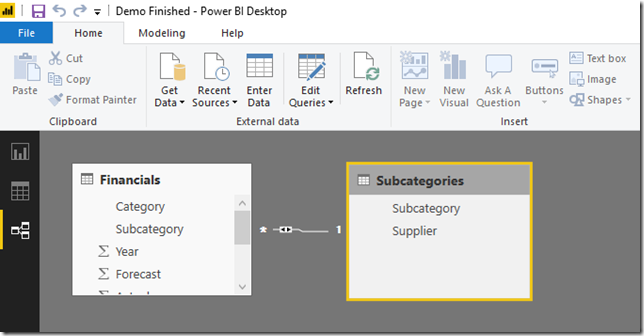 Demo Finished - Power BI Desktop
File Home Modeling Help
Paste
Cut
Copy
Format Painter
Clipboard
Get Data
Recent Sources
Enter Data
Edit Queries
Refresh
External data
New Page
New Visual
Ask A Question
Buttons
Text box
Image
Shapes
Insert
Financials
Category
Subcategory
Σ Year
Σ Forecast
* 1
Subcategories
Subcategory
Supplier